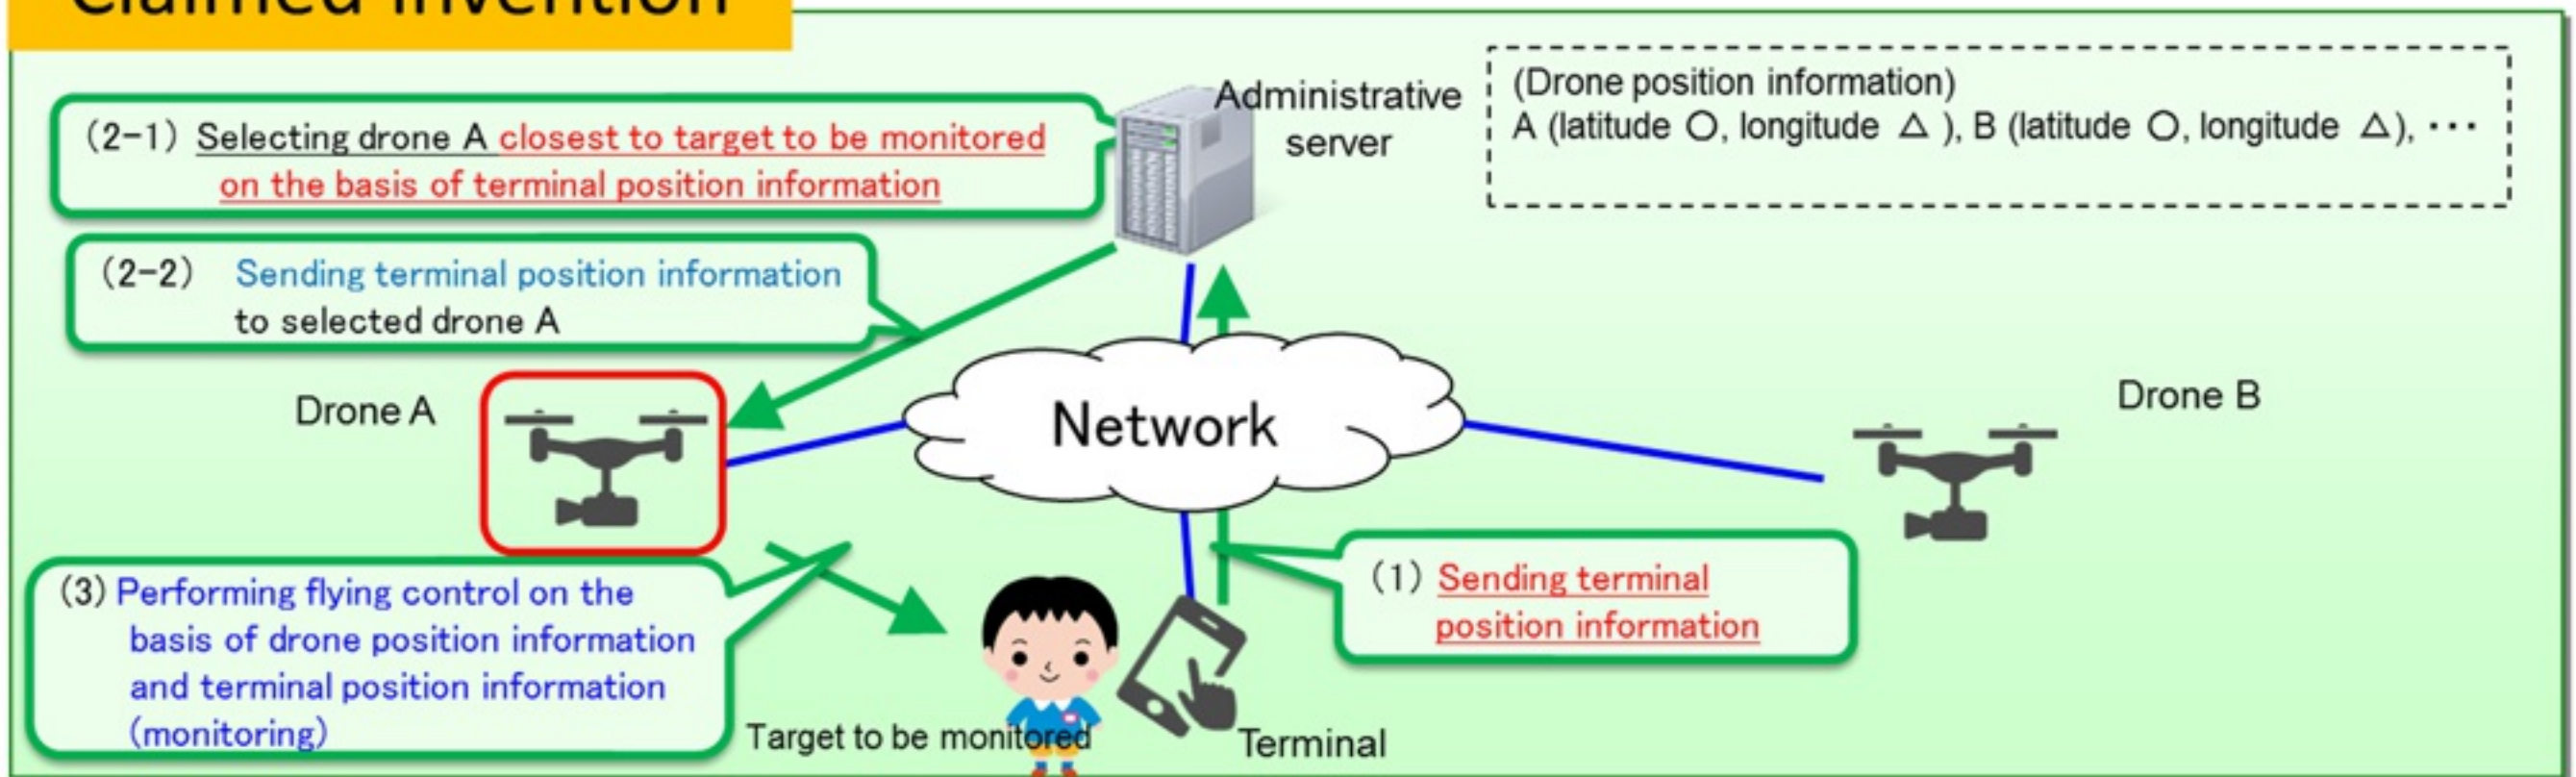 Claimed invention
Administrative
server
(Drone position information)
A (latitude ○, longitude △ ), B (latitude ○, longitude △), ・・・
(2-1) Selecting drone A closest to target to be monitored
on the basis of terminal position information
(2-2) Sending terminal position information
to selected drone A
Drone A
Network
Drone B
(1) Sending terminal
position information
(3) Performing flying control on the
basis of drone position information
and terminal position information
(monitoring)
Target to be monitored
Terminal